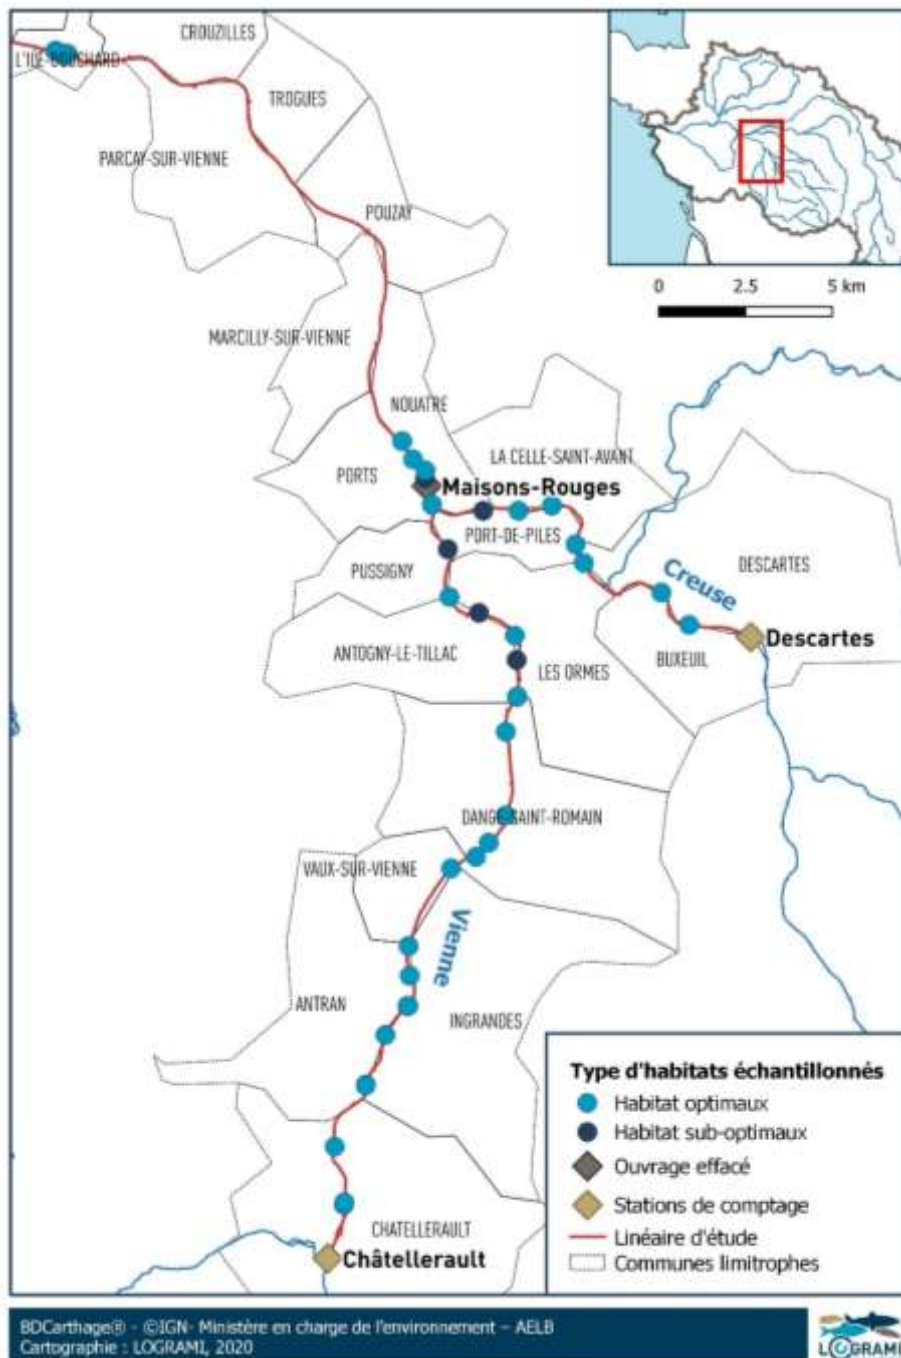 CROUZILLES
L'ILE-BOUCHARD
TROGUES
PARCAY-SUR-VIENNE
POUZAY
0 2.5 5 km
MARCILLY-SUR-VIENNE
NOUATRE
LA CELLE-SAINT-AVANT
PORTS
Maisons-Rouges
PORT-DE-PILES
PUSSIGNY
Creuse
DESCARTES
Descartes
ANTOGNY-LE-TILLAC
LES ORMES
BUXEUIL
DANGE-SAINT-ROMAIN
VAUX-SUR-VIENNE
Vienne
ANTRAN
INGRANDES
CHATELLERAULT
Châtellerault
Type d'habitats échantillonnés
Habitat optimaux
Habitat sub-optimaux
Ouvrage effacé
Stations de comptage
Linéaire d'étude
Communes limitrophes
BDCarthage® - ©IGN- Ministère en charge de l'environnement – AELB
Cartographie : LOGRAMI, 2020
LOGRAMI